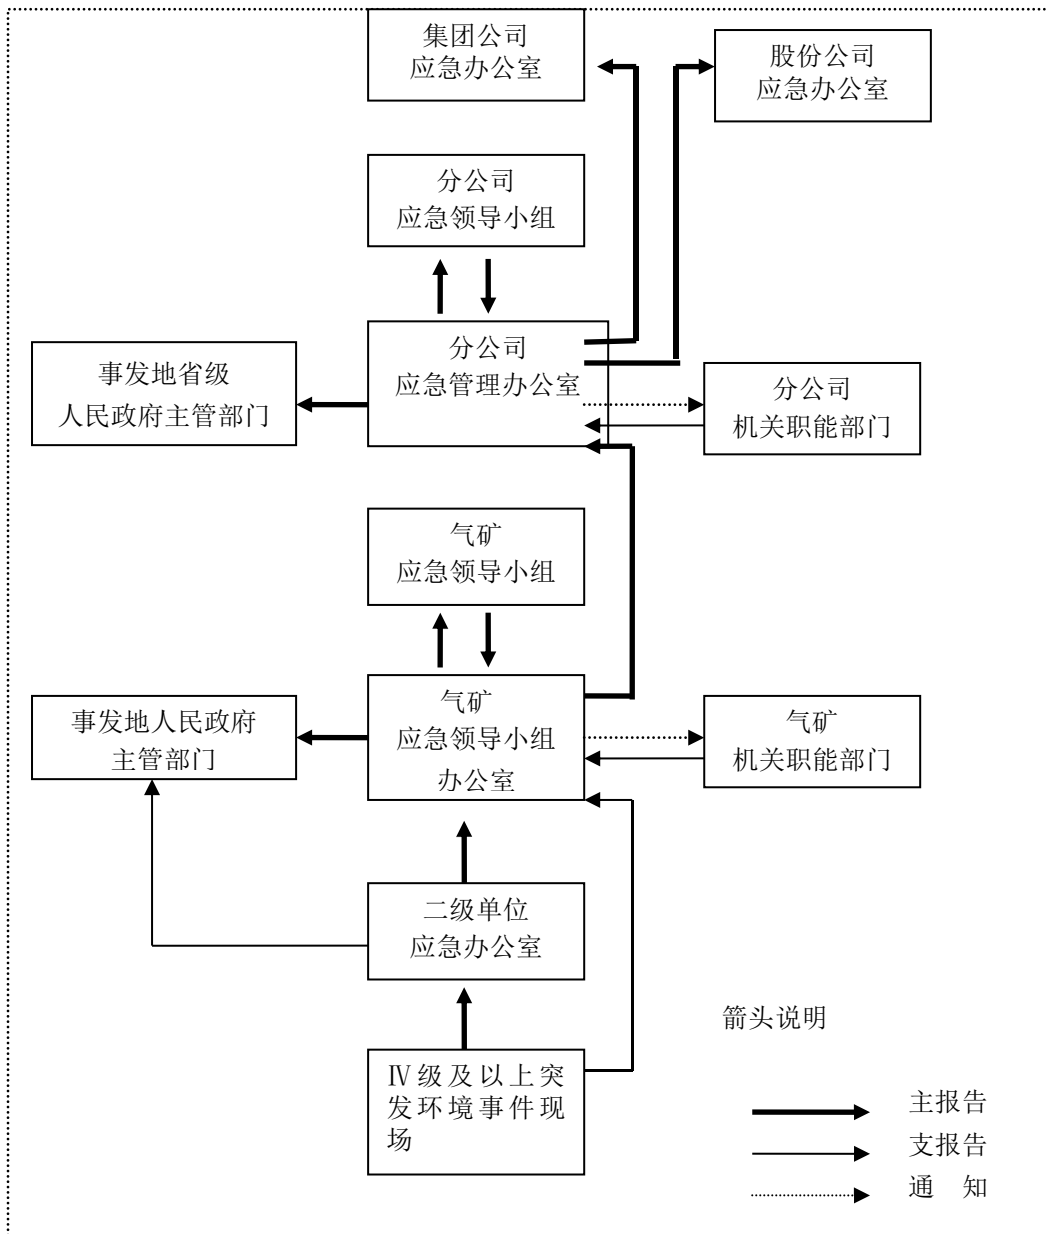 集团公司
应急办公室
股份公司
应急办公室
分公司
应急领导小组
分公司
应急管理办公室
事发地省级
人民政府主管部门
分公司
机关职能部门
气矿
应急领导小组
气矿
应急领导小组
办公室
事发地人民政府
主管部门
气矿
机关职能部门
二级单位
应急办公室
Ⅳ级及以上突
发环境事件现
场
箭头说明
主报告
支报告
通 知